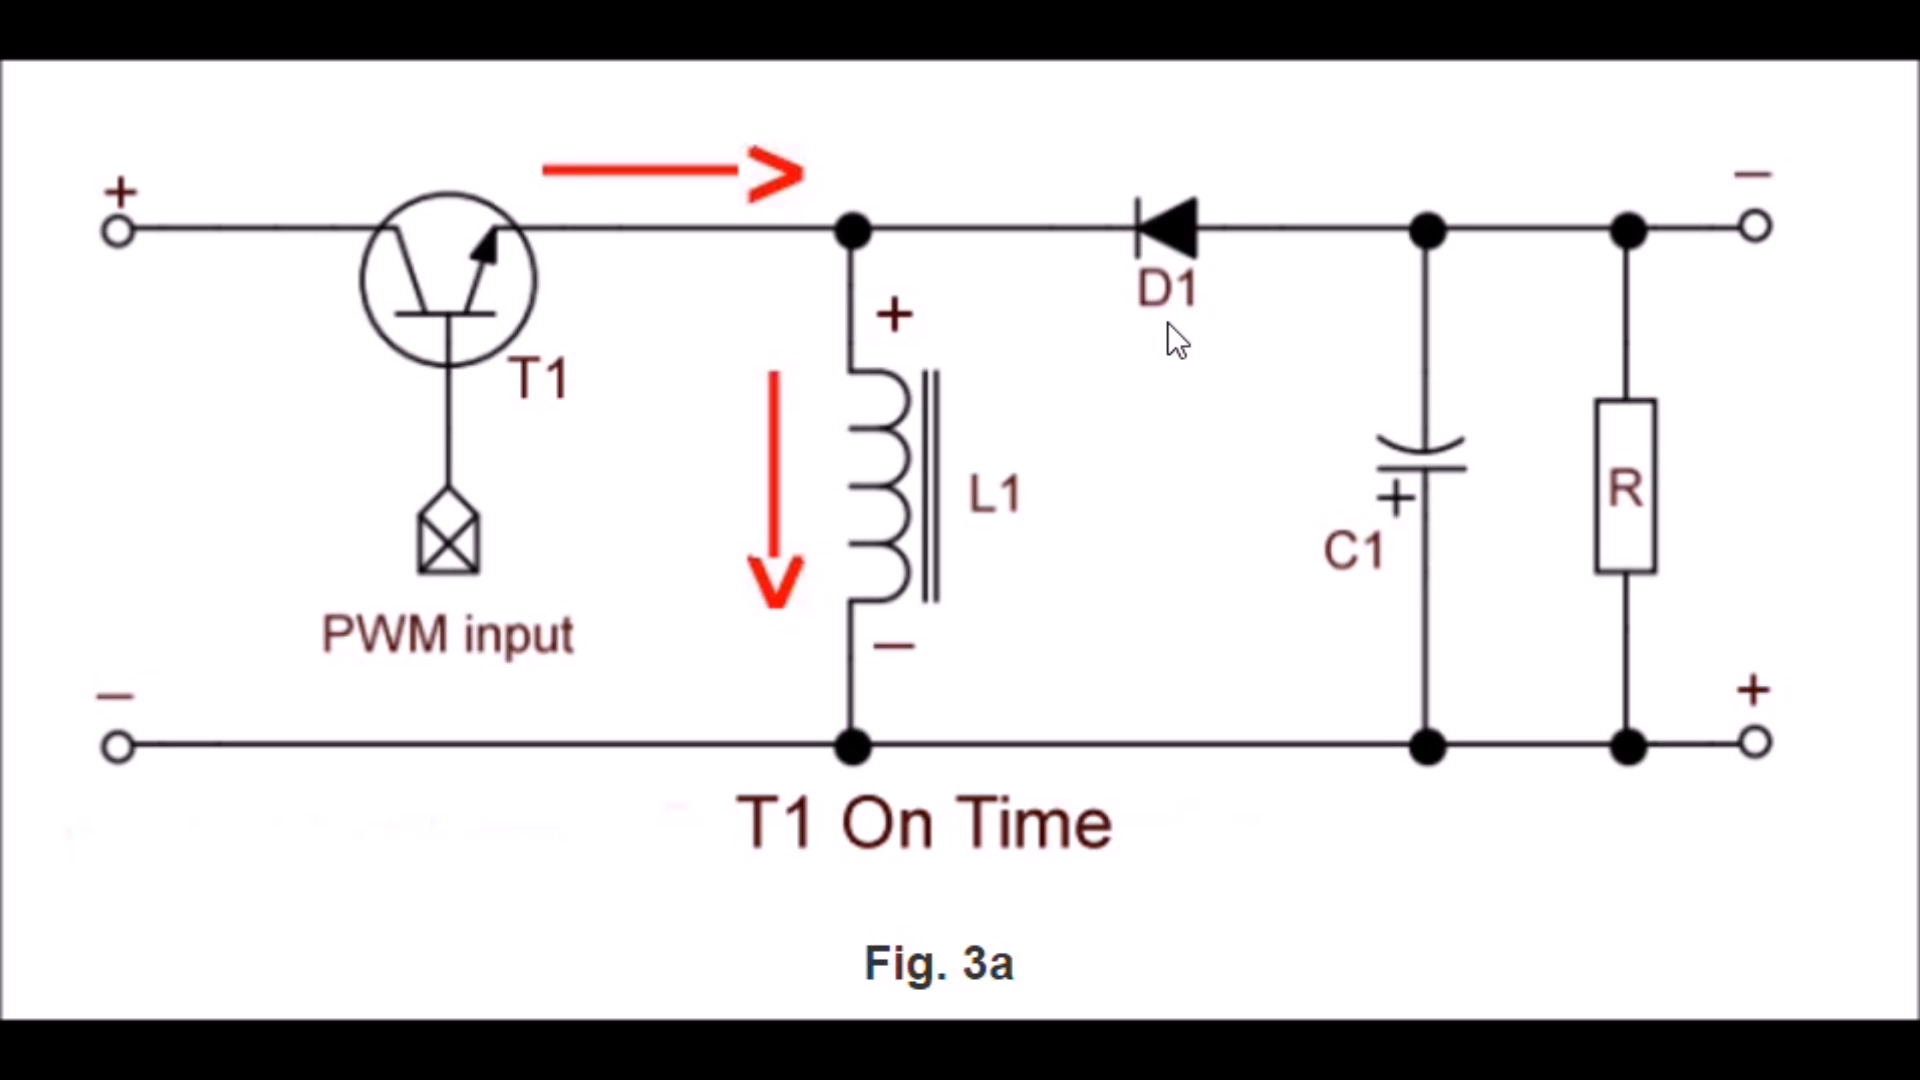 +
−
D1
+
T1
L1
R
+
C1
PWM input
−
−
+
T1 On Time
Fig. 3a